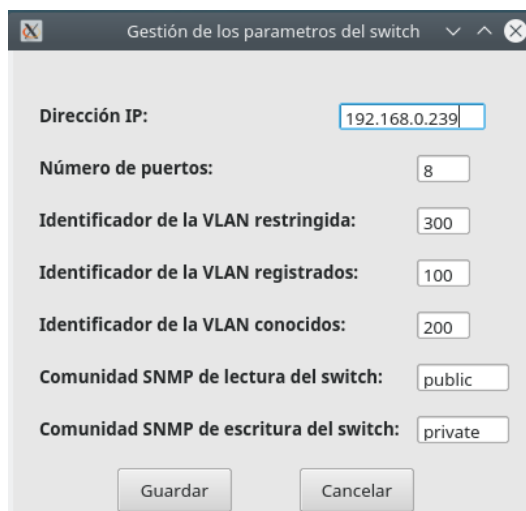 Gestión de los parametros del switch
Dirección IP: 192.168.0.239
Número de puertos: 8
Identificador de la VLAN restringida: 300
Identificador de la VLAN registrados: 100
Identificador de la VLAN conocidos: 200
Comunidad SNMP de lectura del switch: public
Comunidad SNMP de escritura del switch: private
Guardar Cancelar